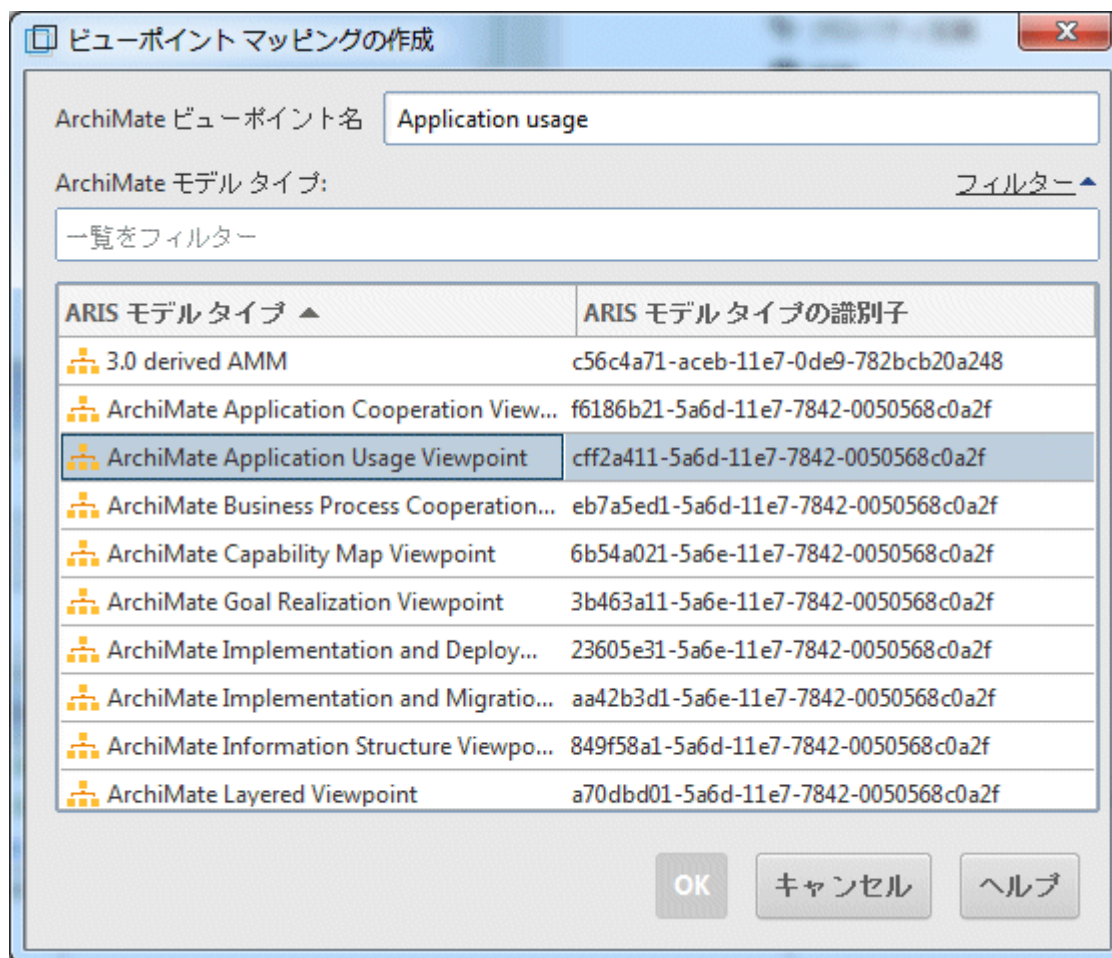 ビューポイント マッピングの作成
ArchiMate ビューポイント名 Application usage
ArchiMate モデル タイプ: フィルター
一覧をフィルター
ARIS モデル タイプ ARIS モデル タイプの識別子
3.0 derived AMM c56c4a71-aceb-11e7-0de9-782bcb20a248
ArchiMate Application Cooperation View... f6186b21-5a6d-11e7-7842-0050568c0a2f
ArchiMate Application Usage Viewpoint cff2a411-5a6d-11e7-7842-0050568c0a2f
ArchiMate Business Process Cooperation... eb7a5ed1-5a6d-11e7-7842-0050568c0a2f
ArchiMate Capability Map Viewpoint 6b54a021-5a6e-11e7-7842-0050568c0a2f
ArchiMate Goal Realization Viewpoint 3b463a11-5a6e-11e7-7842-0050568c0a2f
ArchiMate Implementation and Deploy... 23605e31-5a6e-11e7-7842-0050568c0a2f
ArchiMate Implementation and Migratio... aa42b3d1-5a6e-11e7-7842-0050568c0a2f
ArchiMate Information Structure Viewpo... 849f58a1-5a6d-11e7-7842-0050568c0a2f
ArchiMate Layered Viewpoint a70dbd01-5a6d-11e7-7842-0050568c0a2f
OK キャンセル ヘルプ